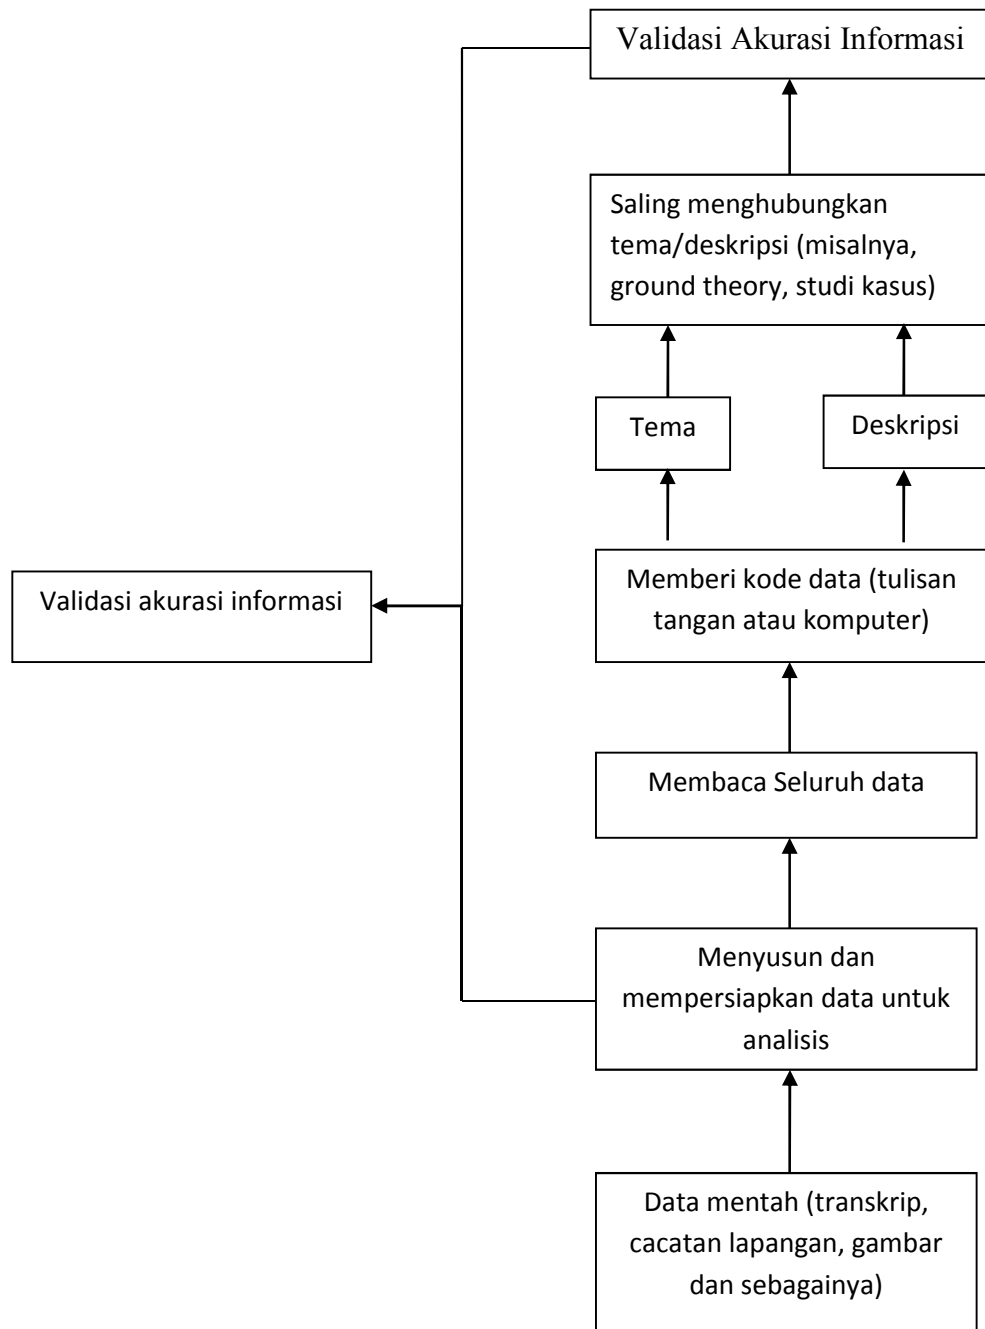 Validasi Akurasi Informasi
Saling menghubungkan
tema/deskripsi (misalnya,
ground theory, studi kasus)
Tema
Deskripsi
Memberi kode data (tulisan
tangan atau komputer)
Validasi akurasi informasi
Membaca Seluruh data
Menyusun dan
mempersiapkan data untuk
analisis
Data mentah (transkrip,
cacatan lapangan, gambar
dan sebagainya)